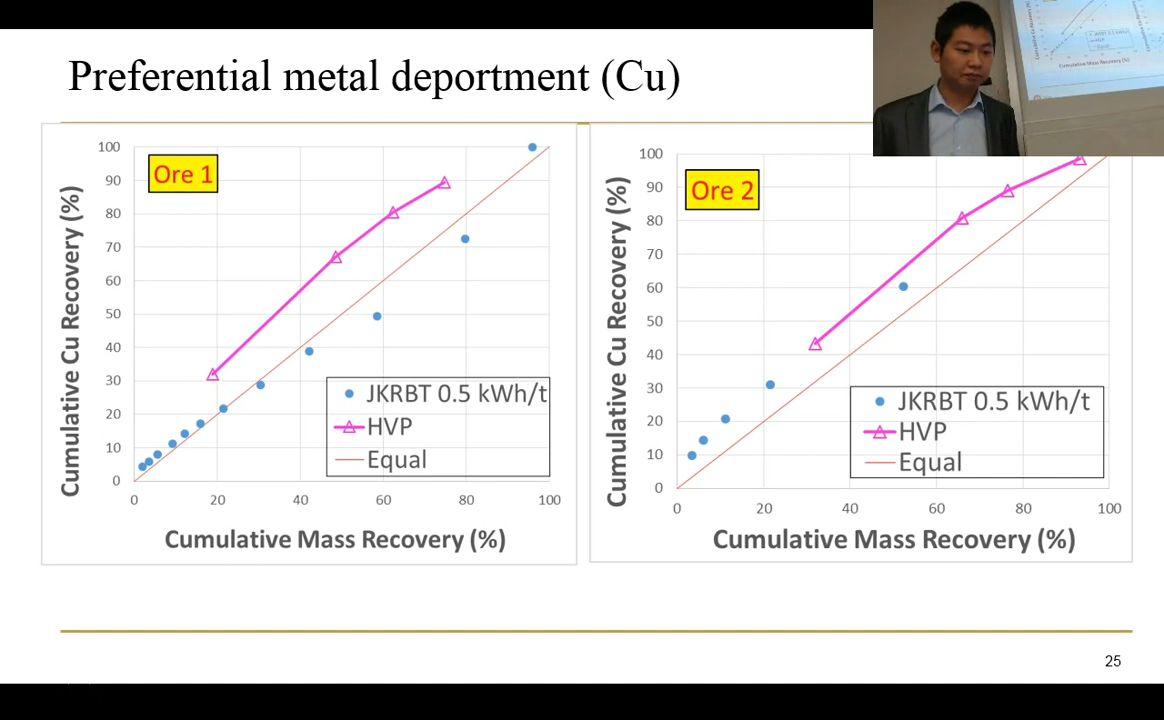 Preferential metal deportment (Cu)
Ore 1
Cumulative Cu Recovery (%)
100
90
80
70
60
50
40
30
20
10
0
0 20 40 60 80 100
Cumulative Mass Recovery (%)
JKRBT 0.5 kWh/t
HVP
Equal
Ore 2
Cumulative Cu Recovery (%)
100
90
80
70
60
50
40
30
20
10
0
0 20 40 60 80 100
Cumulative Mass Recovery (%)
JKRBT 0.5 kWh/t
HVP
Equal
Cumulative Mass Recovery (%)
25